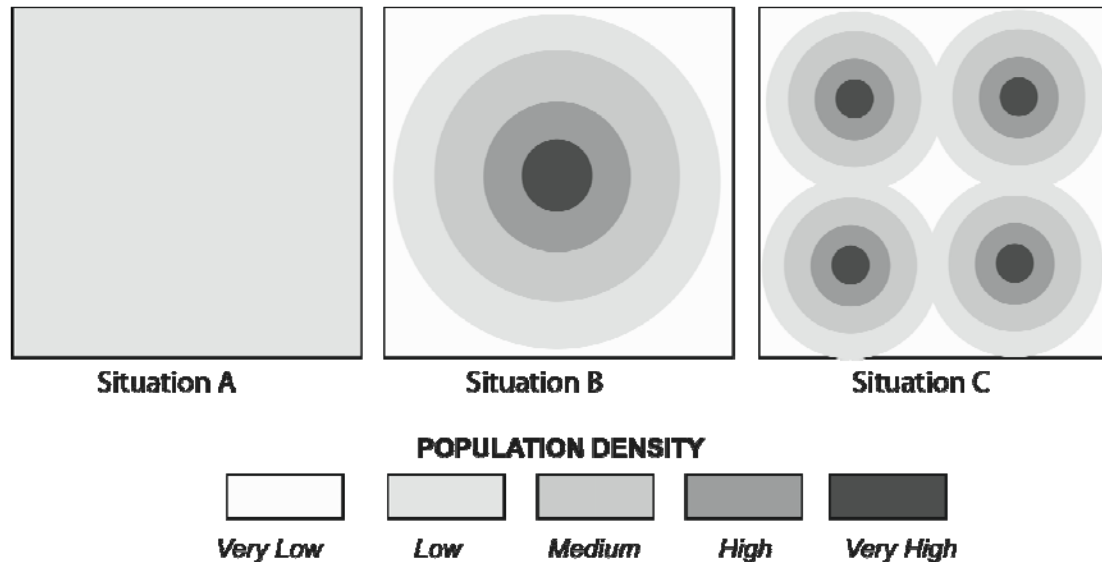 Situation A
Situation B
Situation C
POPULATION DENSITY
Very Low
Low
Medium
High
Very High